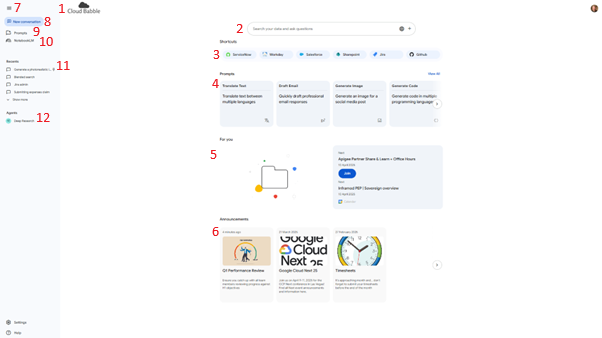 7
1
Cloud Babble
8
New conversation
9
Prompts
10
NotebookLM
Recents
11
Generate a presentation
Blended search
Jira admin
Submitting expenses team
Show more
Agents
12
Deep Research
Settings
Help
2
Search your data and ask questions
Shortcuts
3
ServiceNow
Workday
Salesforce
Sharepoint
Jira
Github
Prompts
View All
4
Translate Text
Translate text between
multiple languages
Draft Email
Quickly draft professional
email responses
Generate Image
Generate an image for a
social media post
Generate Code
Generate code in multiple
programming language
For you
5
Apigee Partner Share & Learn + Office Hours
Join
Inframod PEP | Sovereign overview
Announcements
6
Q1 Performance Review
21 March 2025
Google
Cloud
Next 25
Google Cloud Next 25
Timesheets